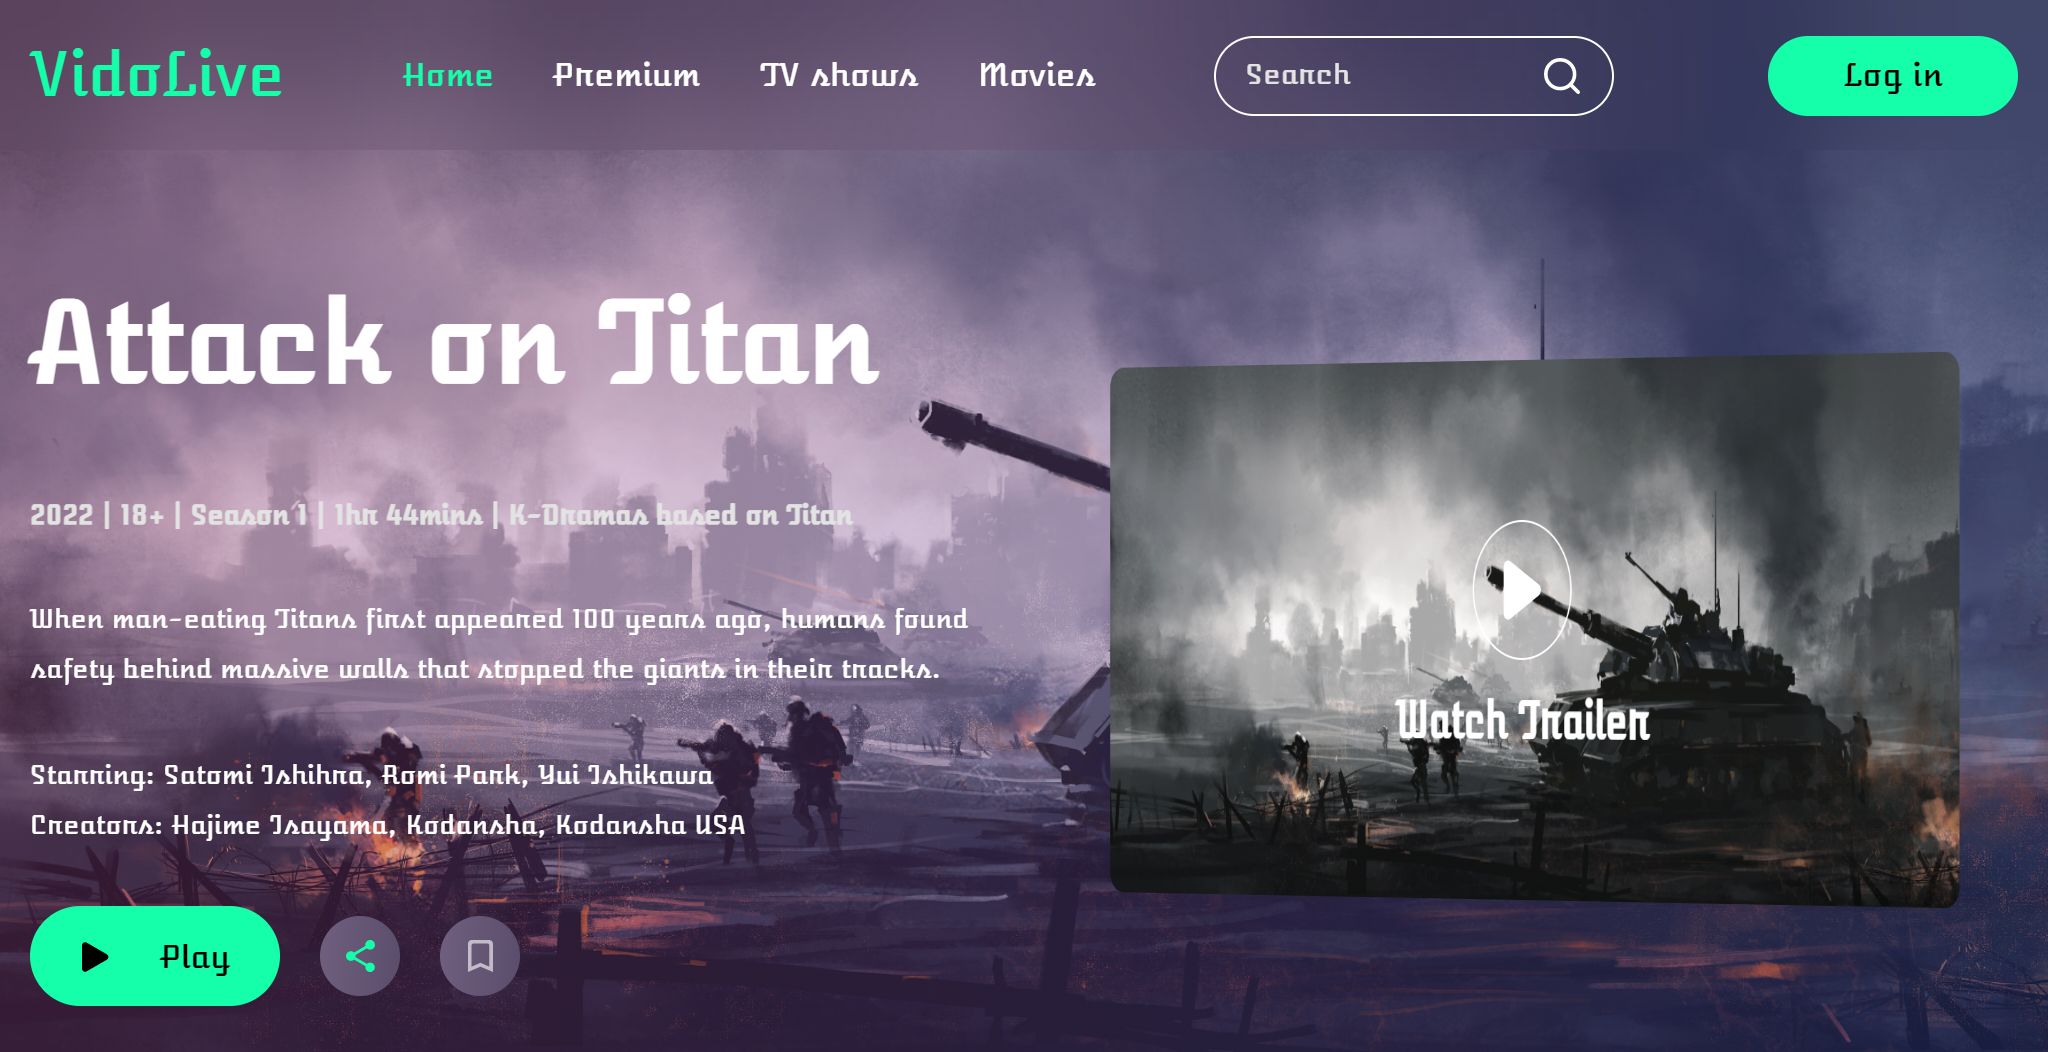 VidoLive
Home Premium TV shows Movies Search Log in
Attack on Titan
2022 | 18+ | Season 1 | 1hr 44mins | K-Dramas based on Titan
When man-eating Titans first appeared 100 years ago, humans found
safety behind massive walls that stopped the giants in their tracks.
Watch Trailer
Starring: Satomi Ishihra, Romi Park, Yui Ishikawa
Creators: Hajime Isayama, Kodansha, Kodansha USA
Play